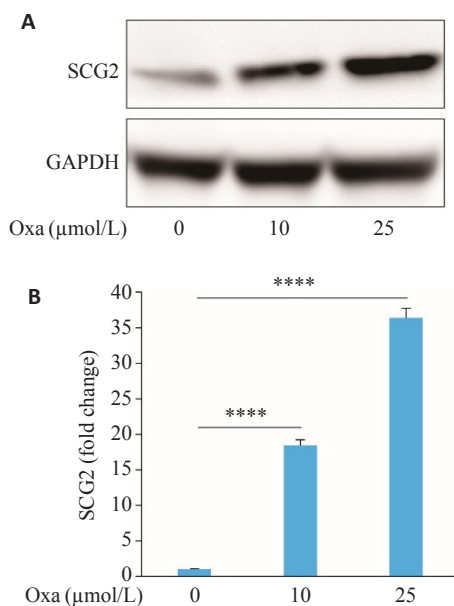 A
SCG2
GAPDH
Oxa (µmol/L) 0 10 25
B
****
****
SCG2 (fold change)
40
35
30
25
20
15
10
5
0
Oxa (µmol/L) 0 10 25